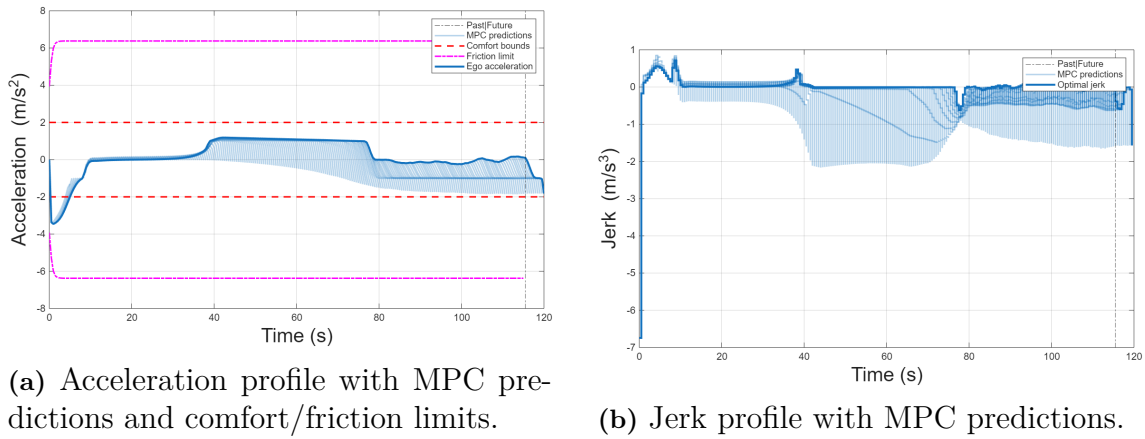 8
6
4
2
0
-2
-4
-6
-8
Acceleration (m/s²)
0
20
40
60
80
100
120
Time (s)
Past|Future
MPC predictions
Comfort bounds
Friction limit
Ego acceleration
(a) Acceleration profile with MPC pre-
dictions and comfort/friction limits.
1
0
-1
-2
-3
-4
-5
-6
-7
Jerk (m/s³)
0
20
40
60
80
100
120
Time (s)
Past|Future
MPC predictions
Optimal jerk
(b) Jerk profile with MPC predictions.